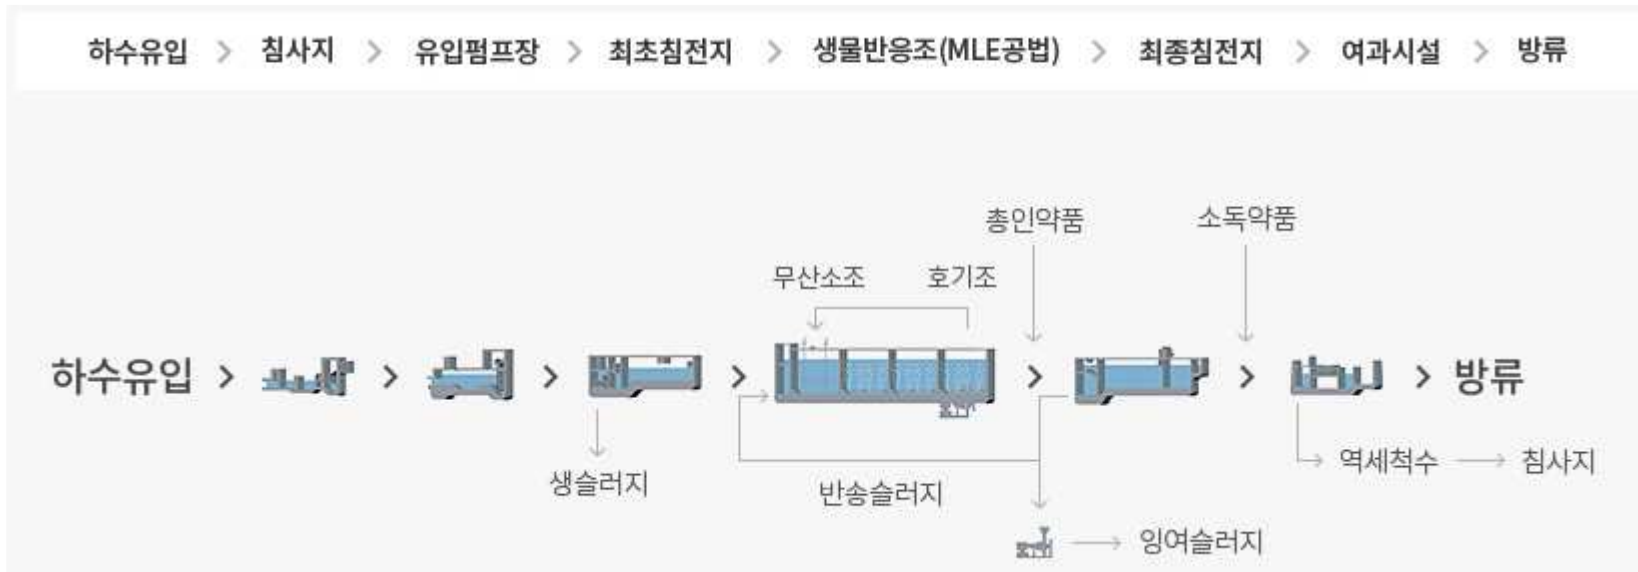 하수유입 > 침사지 > 유입펌프장 > 최초침전지 > 생물반응조(MLE공법) > 최종침전지 > 여과시설 > 방류
총인약품 소독약품
무산소조 호기조
하수유입 > > > > > > > 방류
생슬러지 반송슬러지 역세척수 침사지
잉여슬러지